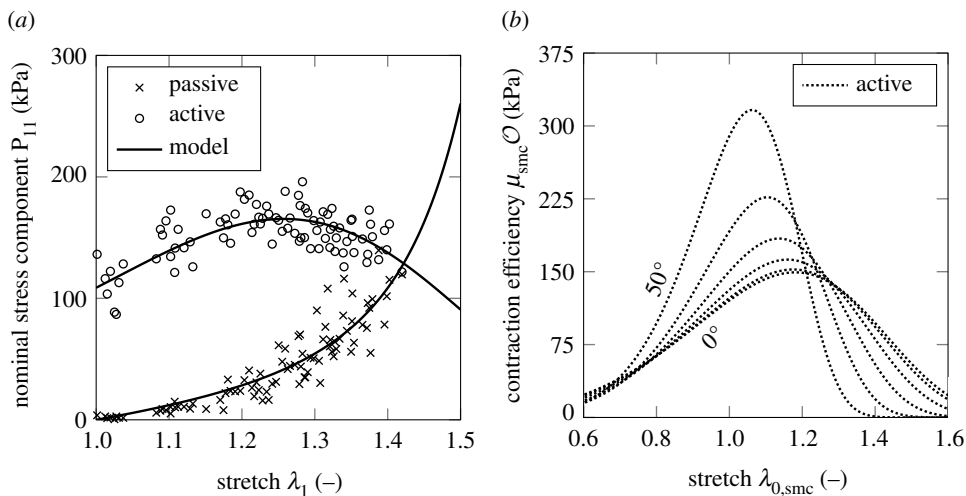 (a)
300
200
100
0
nominal stress component P₁₁ (kPa)
passive
active
model
1.0 1.1 1.2 1.3 1.4 1.5
stretch λ₁ (–)
(b)
375
300
225
150
75
0
contraction efficiency μ_smc𝒪 (kPa)
active
50°
0°
0.6 0.8 1.0 1.2 1.4 1.6
stretch λ₀,smc (–)